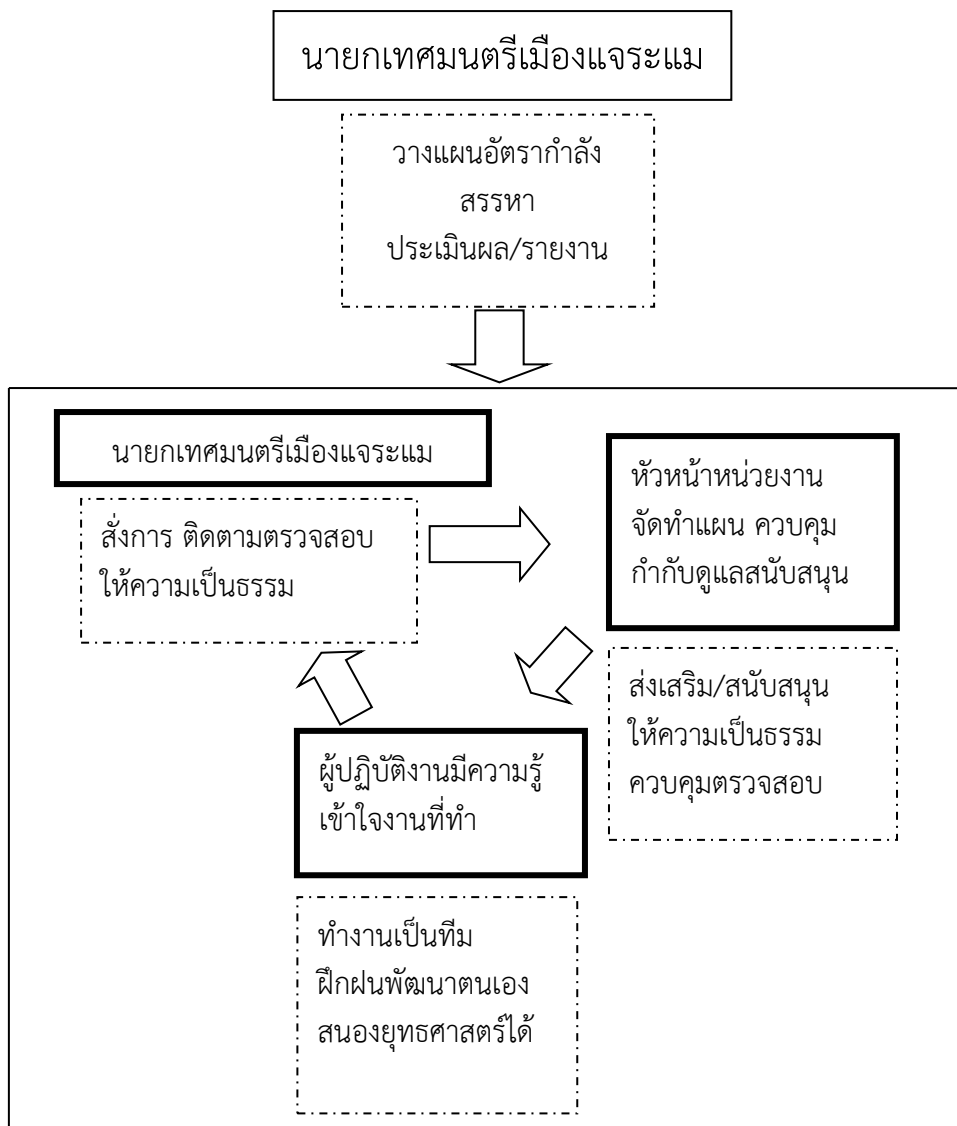 นายกเทศมนตรีเมืองแจระแม
วางแผนอัตรากำลัง
สรรหา
ประเมินผล/รายงาน
นายกเทศมนตรีเมืองแจระแม
สั่งการ ติดตามตรวจสอบ
ให้ความเป็นธรรม
หัวหน้าหน่วยงาน
จัดทำแผน ควบคุม
กำกับดูแลสนับสนุน
ส่งเสริม/สนับสนุน
ให้ความเป็นธรรม
ควบคุมตรวจสอบ
ผู้ปฏิบัติงานมีความรู้
เข้าใจงานที่ทำ
ทำงานเป็นทีม
ฝึกฝนพัฒนาตนเอง
สนองยุทธศาสตร์ได้